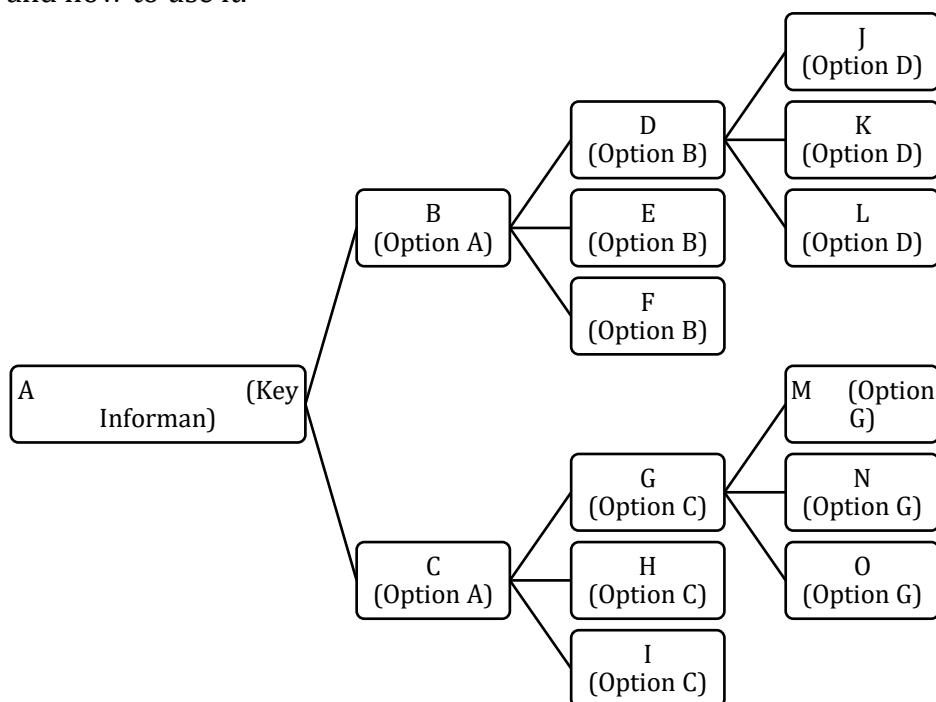 and how to use it.
J
(Option D)
D
(Option B)
K
(Option D)
B
(Option A)
E
(Option B)
L
(Option D)
F
(Option B)
A (Key
Informan)
M (Option
G)
G
(Option C)
N
(Option G)
C
(Option A)
H
(Option C)
O
(Option G)
I
(Option C)